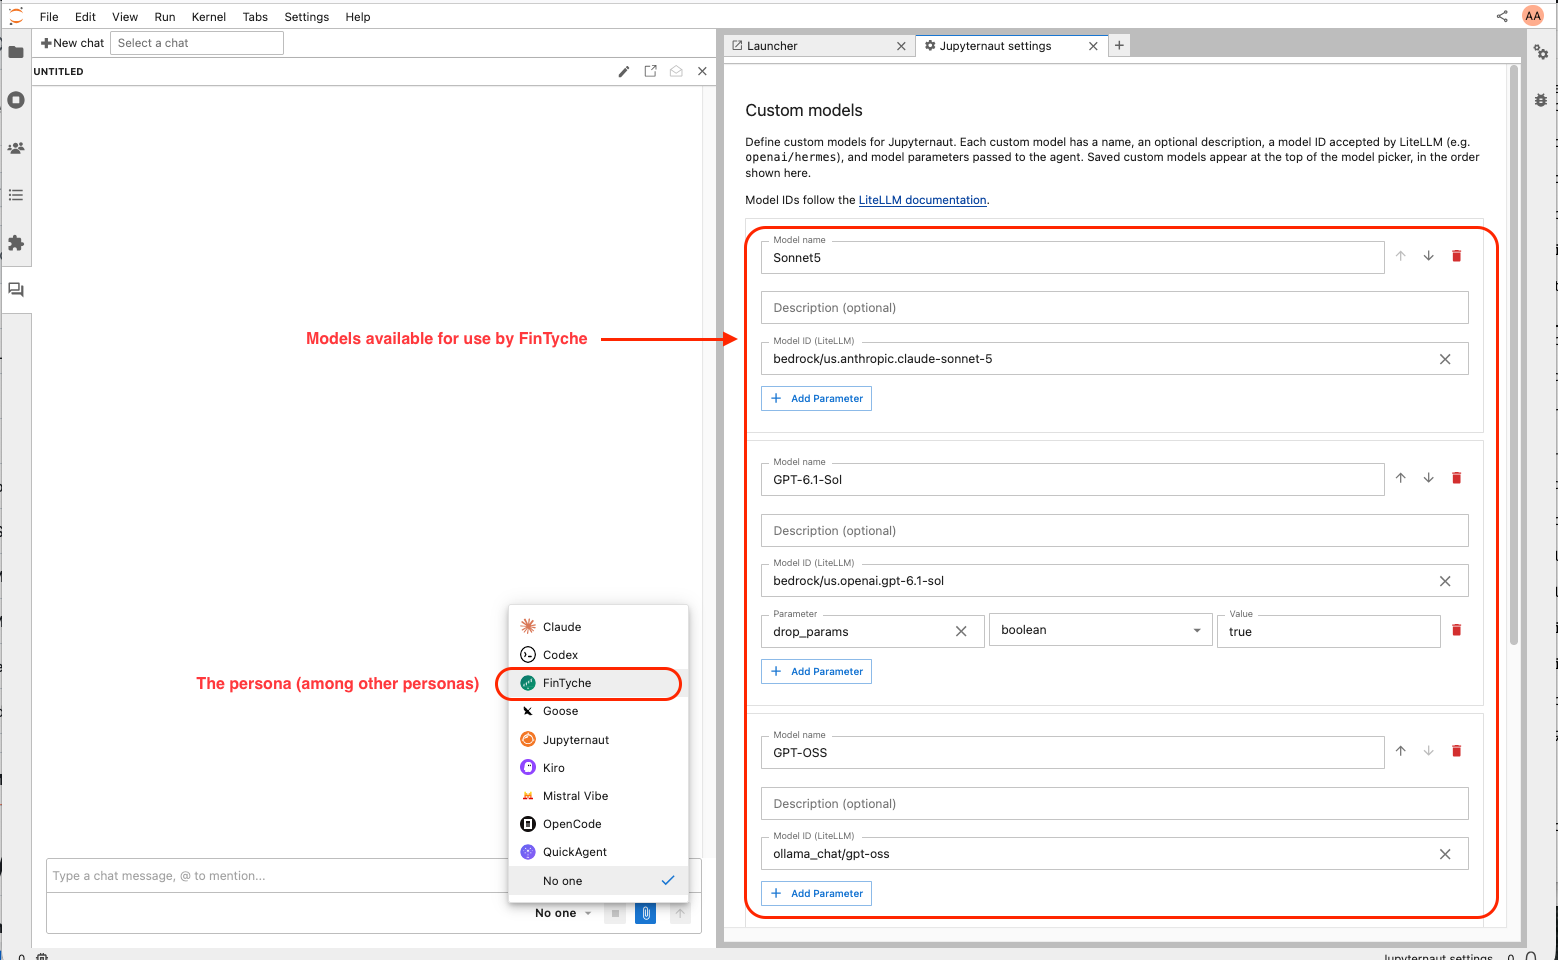 File Edit View Run Kernel Tabs Settings Help
AA
New chat
Select a chat
UNTITLED
Models available for use by FinTyche
The persona (among other personas)
Claude
Codex
FinTyche
Goose
Jupyternaut
Kiro
Mistral Vibe
OpenCode
QuickAgent
No one
Type a chat message, @ to mention...
No one
Launcher
Jupyternaut settings
Custom models
Define custom models for Jupyternaut. Each custom model has a name, an optional description, a model ID accepted by LiteLLM (e.g.
openai/hermes), and model parameters passed to the agent. Saved custom models appear at the top of the model picker, in the order
shown here.
Model IDs follow the LiteLLM documentation.
Model name
Sonnet5
Description (optional)
Model ID (LiteLLM)
bedrock/us.anthropic.claude-sonnet-5
Add Parameter
Model name
GPT-6.1-Sol
Description (optional)
Model ID (LiteLLM)
bedrock/us.openai.gpt-6.1-sol
Parameter
drop_params
boolean
Value
true
Add Parameter
Model name
GPT-OSS
Description (optional)
Model ID (LiteLLM)
ollama_chat/gpt-oss
Add Parameter
0
Jupyternaut settings 0